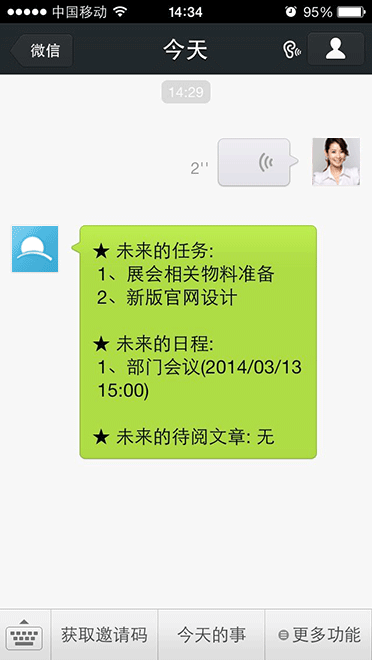 中国移动 14:34 95%
微信 今天
14:29
2''
★ 未来的任务:
1、展会相关物料准备
2、新版官网设计
★ 未来的日程:
1、部门会议(2014/03/13
15:00)
★ 未来的待阅文章: 无
获取邀请码 今天的事 更多功能